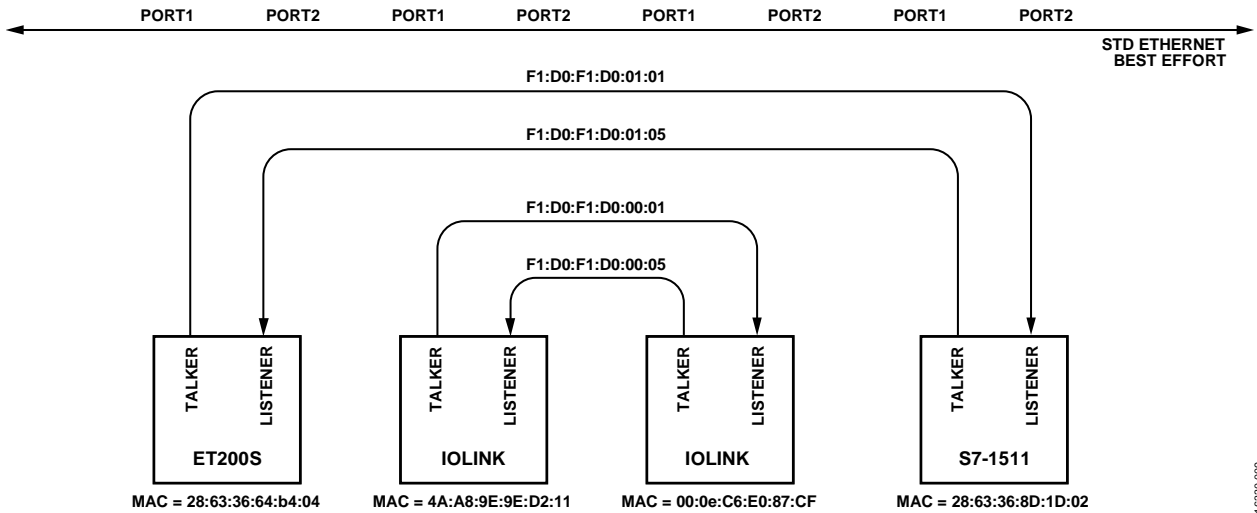 PORT1 PORT2 PORT1 PORT2 PORT1 PORT2 PORT1 PORT2
STD ETHERNET
BEST EFFORT
F1:D0:F1:D0:01:01
F1:D0:F1:D0:01:05
F1:D0:F1:D0:00:01
F1:D0:F1:D0:00:05
TALKER LISTENER TALKER LISTENER TALKER LISTENER TALKER LISTENER
ET200S IOLINK IOLINK S7-1511
MAC = 28:63:36:64:b4:04 MAC = 4A:A8:9E:9E:D2:11 MAC = 00:0e:C6:E0:87:CF MAC = 28:63:36:8D:1D:02